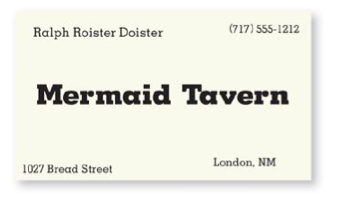 Ralph Roister Doister
(717) 555-1212
Mermaid Tavern
1027 Bread Street
London, NM